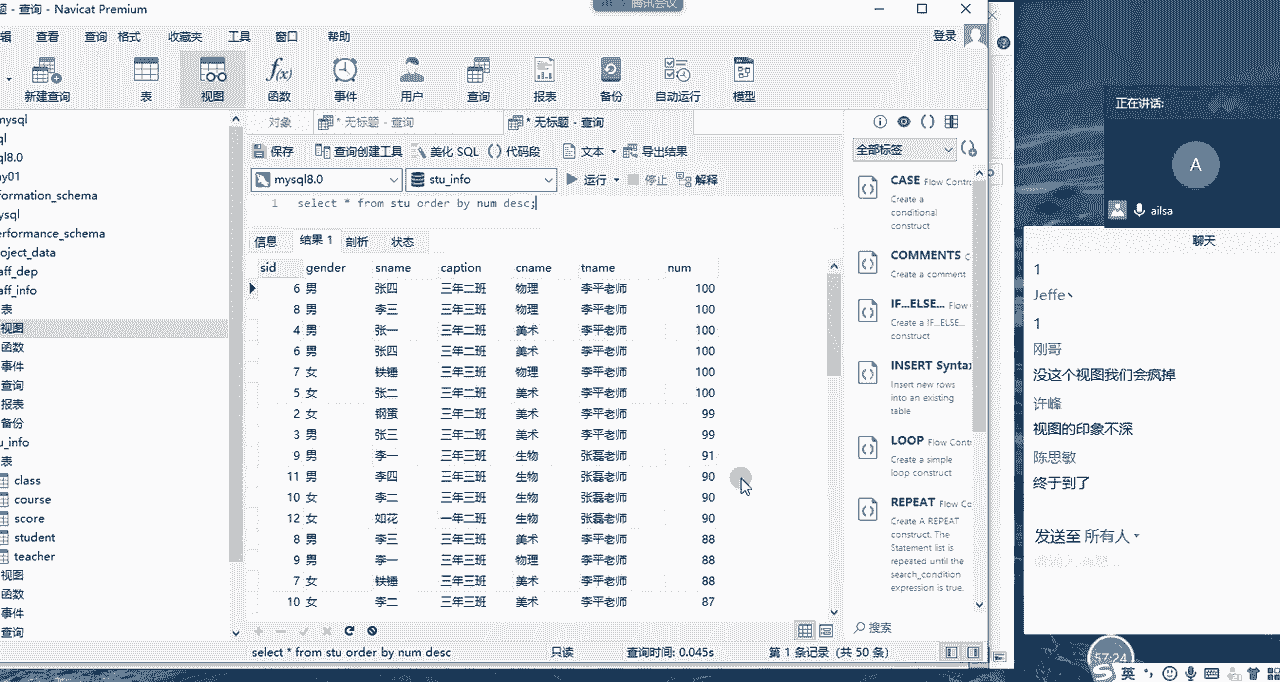 题 - 查询 - Navicat Premium
腾讯会议
辑 查看 查询 格式 收藏夹 工具 窗口 帮助
登录
新建查询 表 视图 函数 事件 用户 查询 报表 备份 自动运行 模型
mysql
ql
ql8.0
ny01
formation_schema
ysql
erformance_schema
oject_data
aff_dep
aff_info
表
视图
函数
事件
查询
报表
备份
u_info
表
class
course
score
student
teacher
视图
函数
事件
查询
对象 * 无标题 - 查询 * 无标题 - 查询
保存 查询创建工具 美化 SQL () 代码段 文本 导出结果
mysql8.0 stu_info 运行 停止 解释
1 select * from stu order by num desc;
信息 结果 1 剖析 状态
sid gender sname caption cname tname num
6 男 张四 三年二班 物理 李平老师 100
8 男 李三 三年三班 物理 李平老师 100
4 男 张一 三年二班 美术 李平老师 100
6 男 张四 三年二班 美术 李平老师 100
7 女 铁锤 三年三班 物理 李平老师 100
5 女 张二 三年二班 美术 李平老师 100
2 女 钢蛋 三年二班 美术 李平老师 99
3 男 张三 三年二班 美术 李平老师 99
9 男 李一 三年三班 生物 张磊老师 91
11 男 李四 三年三班 生物 张磊老师 90
10 女 李二 三年三班 生物 张磊老师 90
12 女 如花 一年二班 生物 张磊老师 90
8 男 李三 三年三班 美术 李平老师 88
9 男 李一 三年三班 物理 李平老师 88
7 女 铁锤 三年三班 美术 李平老师 88
10 女 李二 三年三班 美术 李平老师 87
select * from stu order by num desc 只读 查询时间: 0.045s 第 1 条记录 (共 50 条)
全部标签
CASE Flow Contr
Create a
conditional
construct
COMMENTS C
Create a comment
IF...ELSE... Flow
Create a IF...ELSE...
construct
INSERT Syntax
Insert new rows
into an existing
table
LOOP Flow Cont
Create a simple
loop construct
REPEAT Flow Co
Create A REPEAT
construct. The
Statement list is
repeated until the
search_condition
expression is true.
搜索
正在讲话:
A
ailsa
聊天
1
Jeffe丶
1
刚哥
没这个视图我们会疯掉
许峰
视图的印象不深
陈思敏
终于到了
发送至 所有人
57:24
英